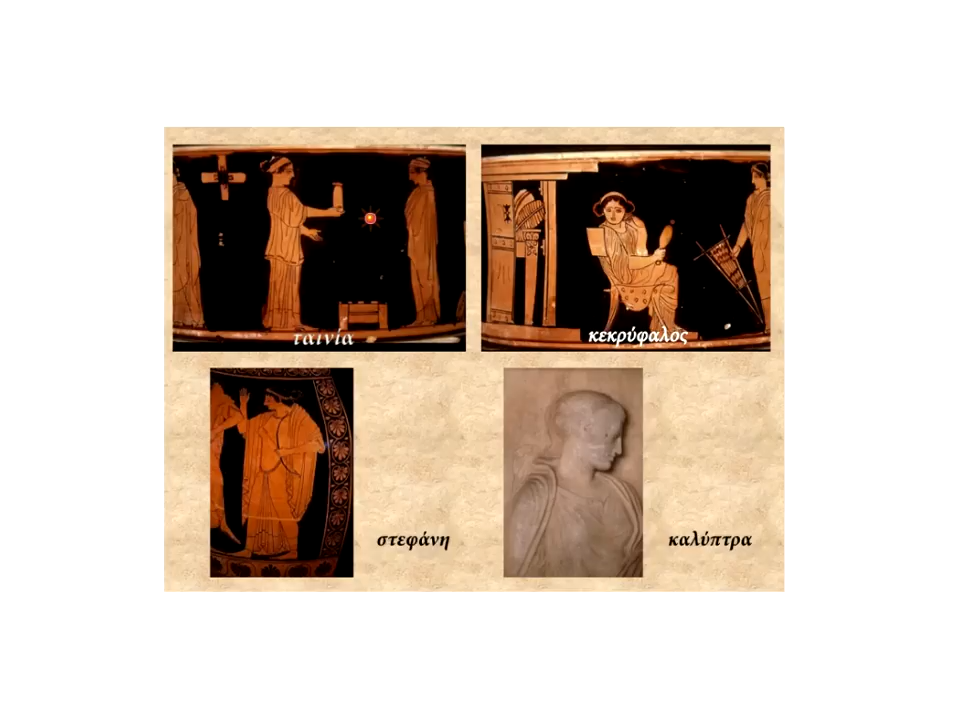 ταινία
κεκρύφαλος
στεφάνη
καλύπτρα